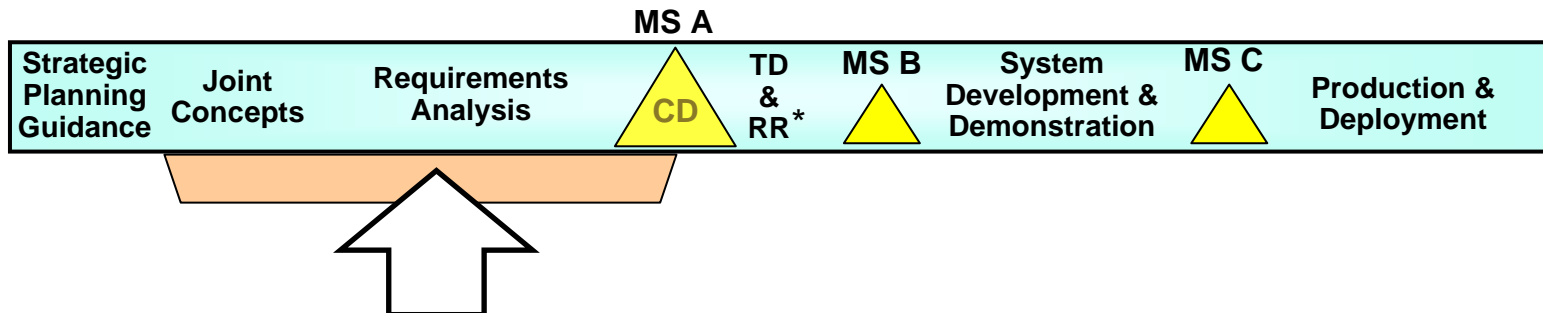 MS A
Strategic
Planning
Guidance
Joint
Concepts
Requirements
Analysis
CD
TD
&
RR*
MS B
System
Development &
Demonstration
MS C
Production &
Deployment